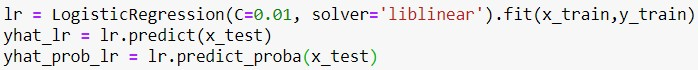 lr = LogisticRegression(C=0.01, solver='liblinear').fit(x_train,y_train)
yhat_lr = lr.predict(x_test)
yhat_prob_lr = lr.predict_proba(x_test)